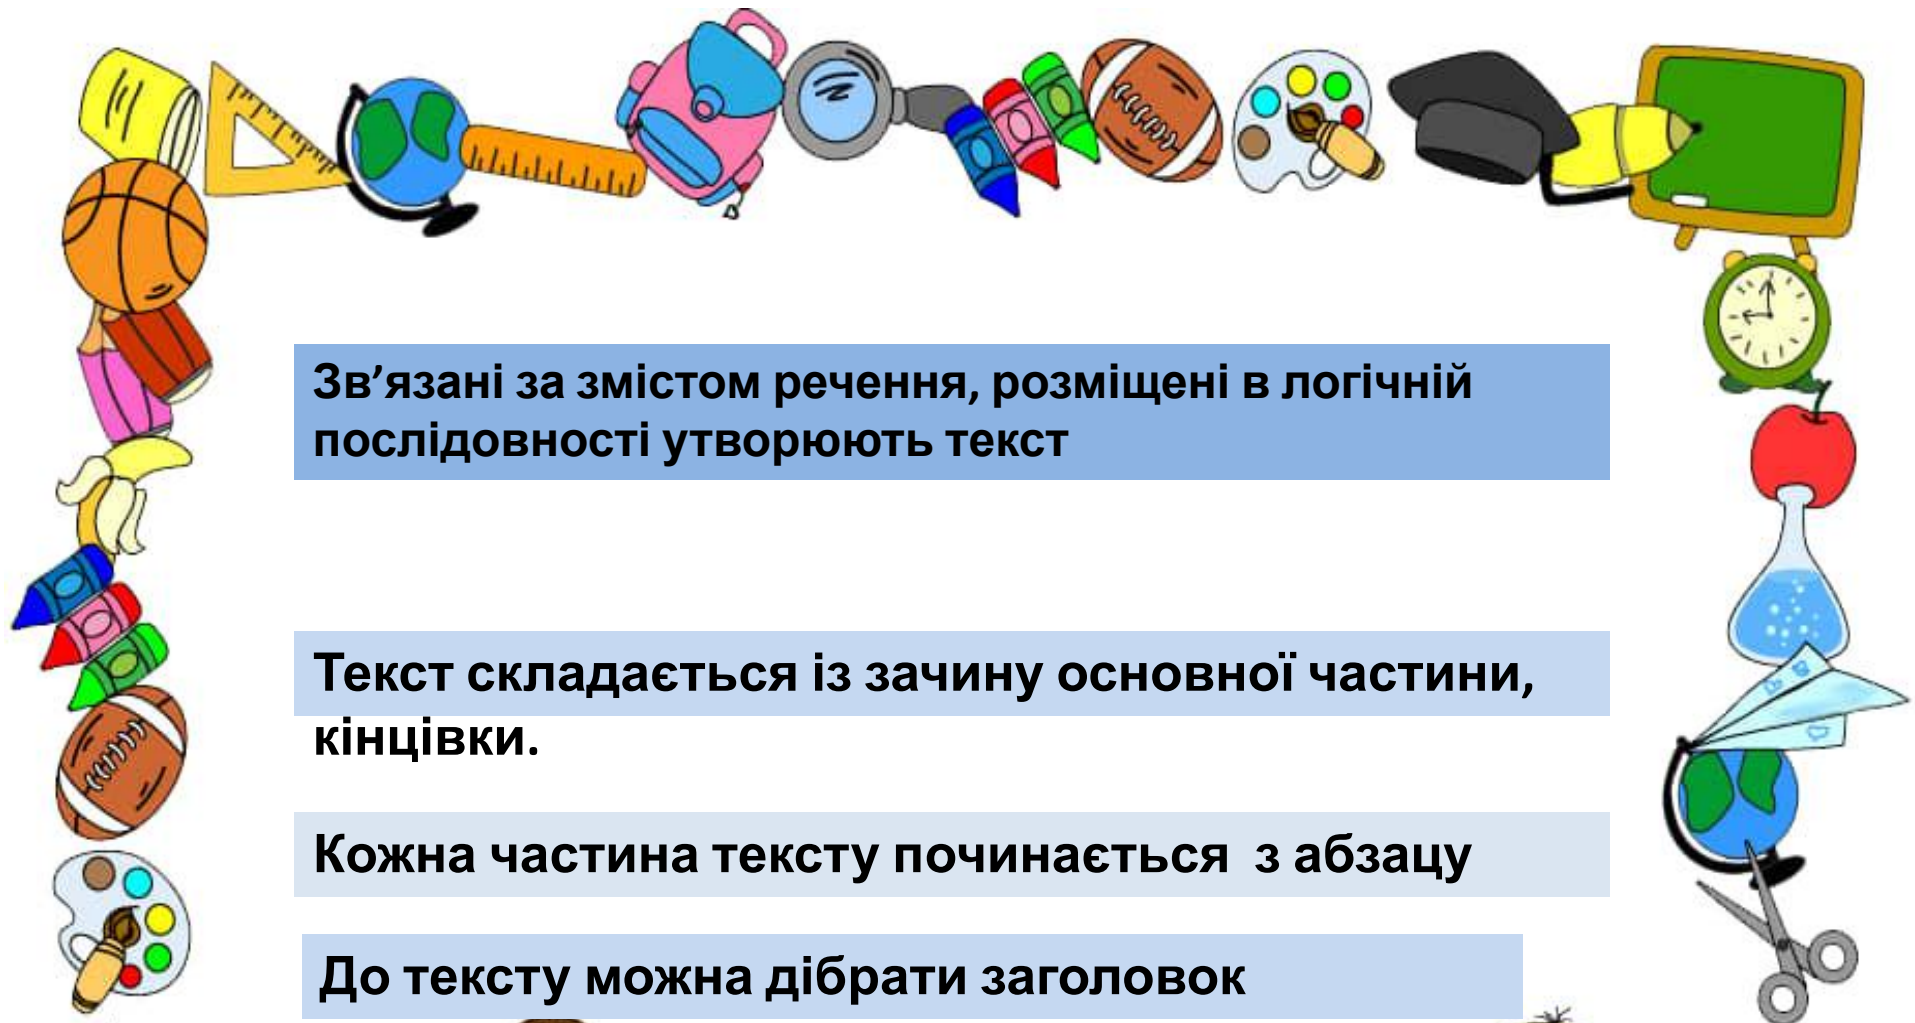 Зв’язані за змістом речення, розміщені в логічній
послідовності утворюють текст
Текст складається із зачину основної частини,
кінцівки.
Кожна частина тексту починається з абзацу
До тексту можна дібрати заголовок